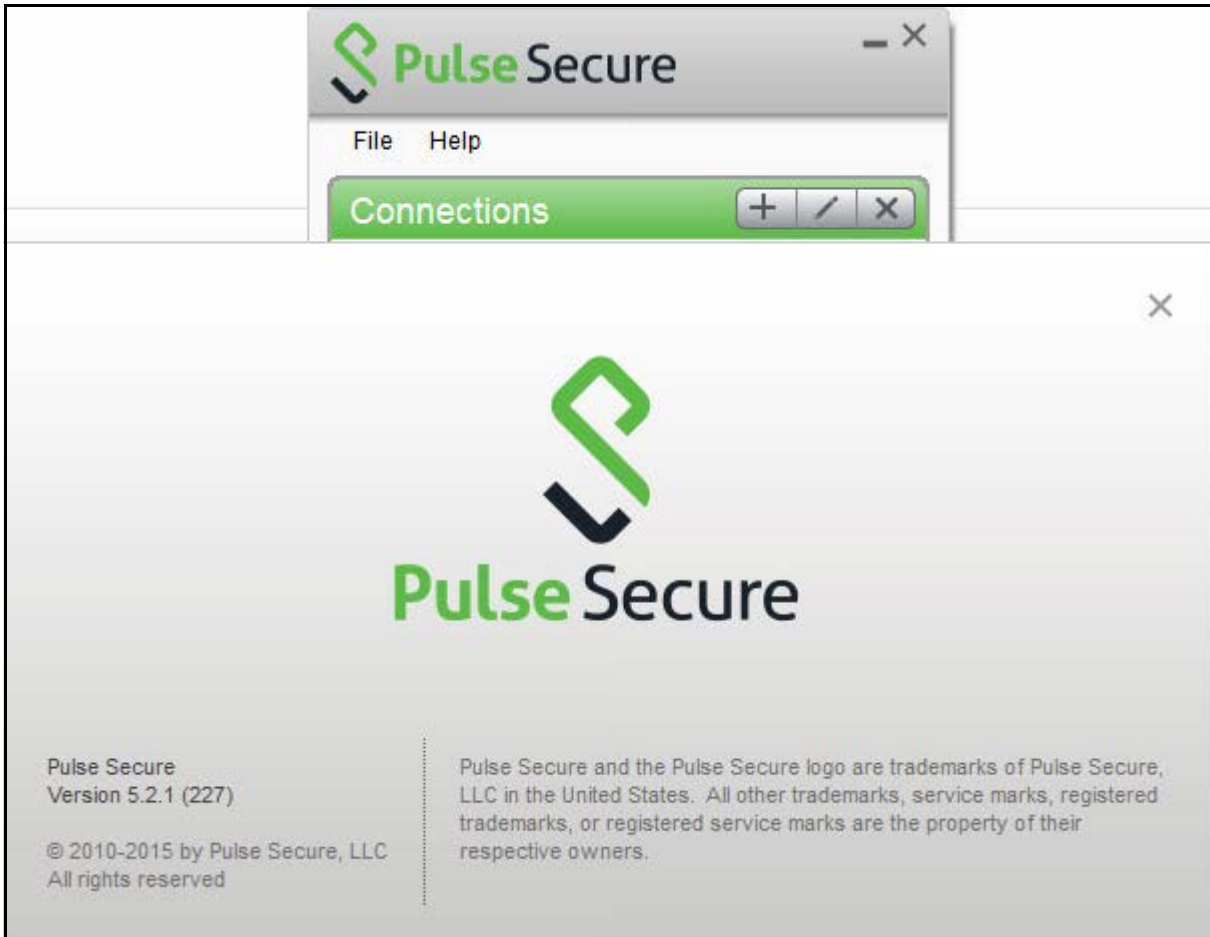 Pulse Secure
File Help
Connections
Pulse Secure
Pulse Secure
Version 5.2.1 (227)
© 2010-2015 by Pulse Secure, LLC
All rights reserved
Pulse Secure and the Pulse Secure logo are trademarks of Pulse Secure,
LLC in the United States. All other trademarks, service marks, registered
trademarks, or registered service marks are the property of their
respective owners.